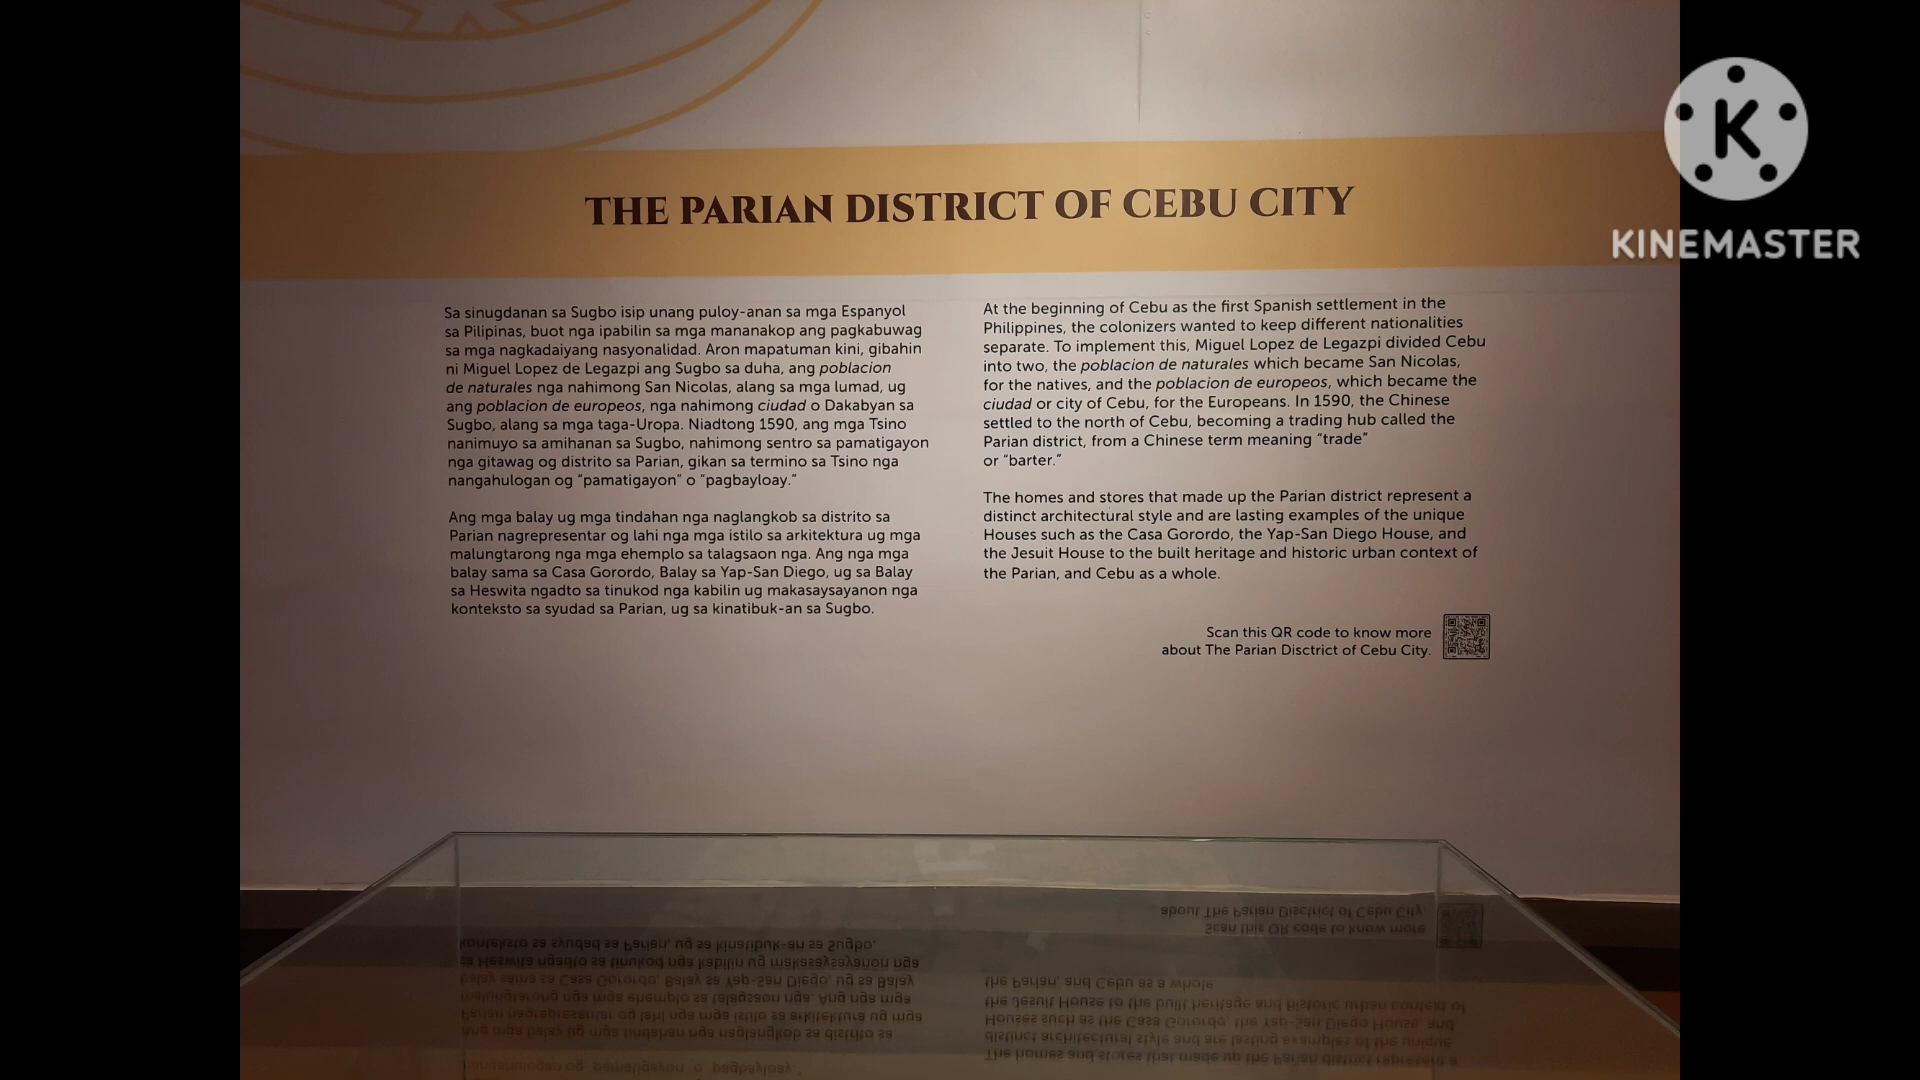 THE PARIAN DISTRICT OF CEBU CITY
KINEMASTER
Sa sinugdanan sa Sugbo isip unang puloy-anan sa mga Espanyol
sa Pilipinas, buot nga ipabilin sa mga mananakop ang pagkabuwag
sa mga nagkadaiyang nasyonalidad. Aron mapatuman kini, gibahin
ni Miguel Lopez de Legazpi ang Sugbo sa duha, ang poblacion
de naturales nga nahimong San Nicolas, alang sa mga lumad, ug
ang poblacion de europeos, nga nahimong ciudad o Dakabyan sa
Sugbo, alang sa mga taga-Uropa. Niadtong 1590, ang mga Tsino
nanimuyo sa amihanan sa Sugbo, nahimong sentro sa pamatigayon
nga gitawag og distrito sa Parian, gikan sa termino sa Tsino nga
nangahulogan og "pamatigayon" o "pagbayloay."
Ang mga balay ug mga tindahan nga naglangkob sa distrito sa
Parian nagrepresentar og lahi nga mga istilo sa arkitektura ug mga
malungtarong nga mga ehemplo sa talagsaon nga. Ang nga mga
balay sama sa Casa Gorordo, Balay sa Yap-San Diego, ug sa Balay
sa Heswita ngadto sa tinukod nga kabilin ug makasaysayanon nga
konteksto sa syudad sa Parian, ug sa kinatibuk-an sa Sugbo.
At the beginning of Cebu as the first Spanish settlement in the
Philippines, the colonizers wanted to keep different nationalities
separate. To implement this, Miguel Lopez de Legazpi divided Cebu
into two, the poblacion de naturales which became San Nicolas,
for the natives, and the poblacion de europeos, which became the
ciudad or city of Cebu, for the Europeans. In 1590, the Chinese
settled to the north of Cebu, becoming a trading hub called the
Parian district, from a Chinese term meaning "trade"
or "barter."
The homes and stores that made up the Parian district represent a
distinct architectural style and are lasting examples of the unique
Houses such as the Casa Gorordo, the Yap-San Diego House, and
the Jesuit House to the built heritage and historic urban context of
the Parian, and Cebu as a whole.
Scan this QR code to know more
about The Parian Disctrict of Cebu City.